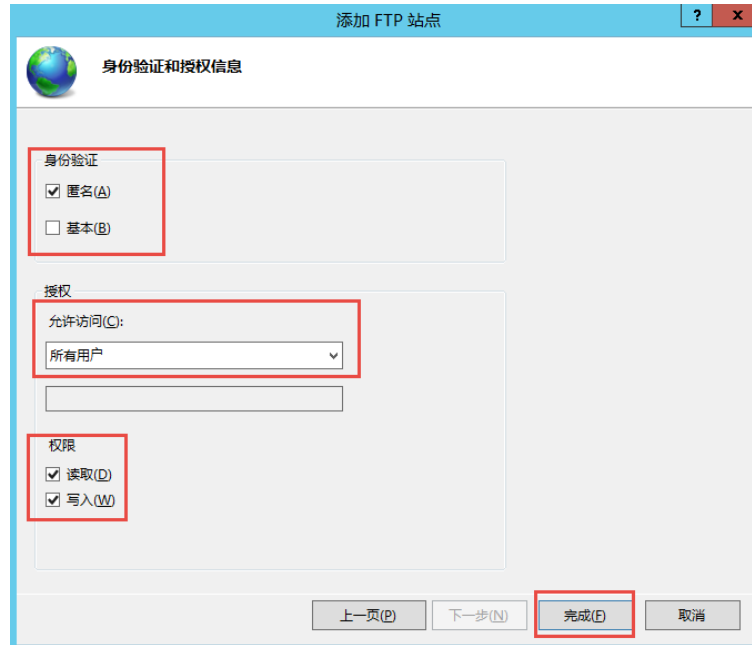 添加 FTP 站点
? x
身份验证和授权信息
身份验证
匿名(A)
基本(B)
授权
允许访问(C):
所有用户
权限
读取(D)
写入(W)
上一页(P) 下一步(N) 完成(F) 取消